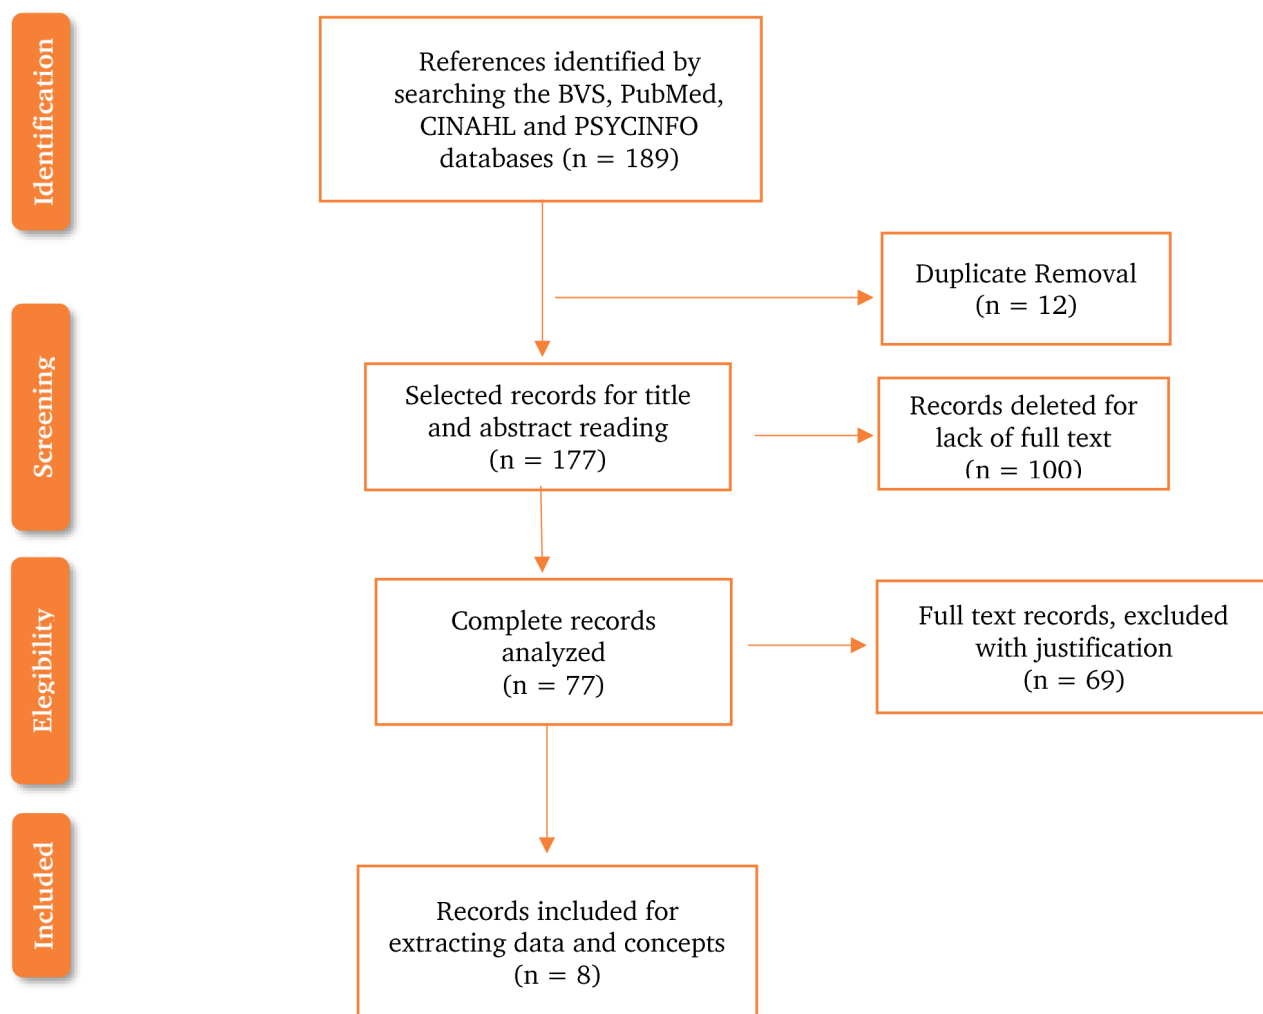 Identification
References identified by
searching the BVS, PubMed,
CINAHL and PSYCINFO
databases (n = 189)
Duplicate Removal
(n = 12)
Screening
Selected records for title
and abstract reading
(n = 177)
Records deleted for
lack of full text
(n = 100)
Elegibility
Complete records
analyzed
(n = 77)
Full text records, excluded
with justification
(n = 69)
Included
Records included for
extracting data and concepts
(n = 8)